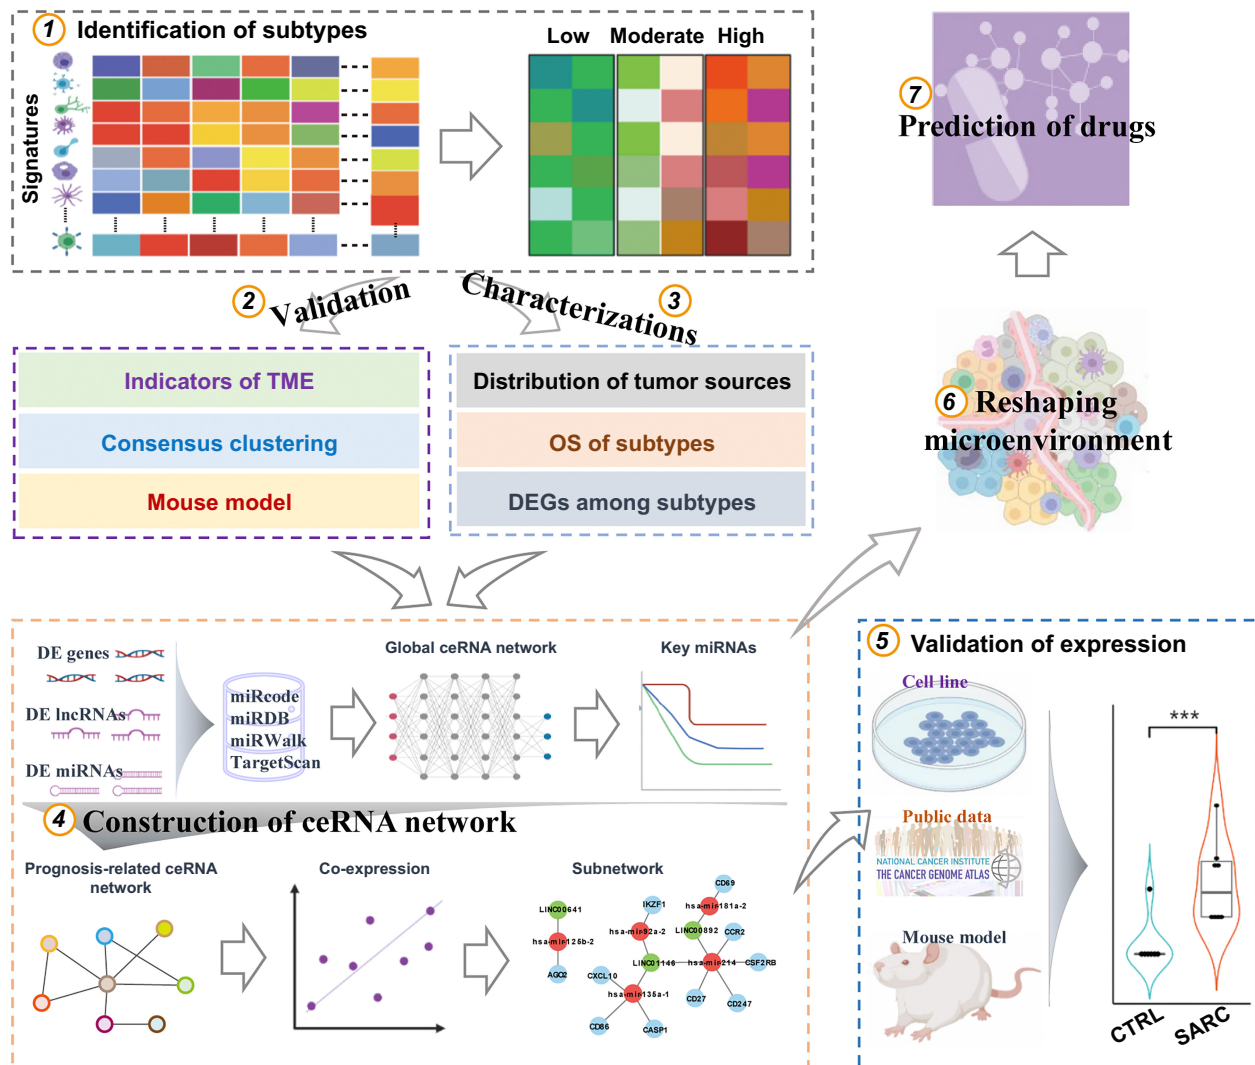 1 Identification of subtypes
Signatures
Low Moderate High
2 Validation
Characterizations 3
Indicators of TME
Consensus clustering
Mouse model
Distribution of tumor sources
OS of subtypes
DEGs among subtypes
DE genes
DE lncRNAs
DE miRNAs
miRcode
miRDB
miRWalk
TargetScan
Global ceRNA network
Key miRNAs
4 Construction of ceRNA network
Prognosis-related ceRNA
network
Co-expression
Subnetwork
LINC00641
hsa-mir-125b-2
AGO2
IKZF1
hsa-mir-92a-2
LINC01146
CXCL10
hsa-mir-135a-1
CD86
CASP1
CD69
hsa-mir-181a-2
LINC00892
CCR2
hsa-mir-214
CSF2RB
CD27
CD247
5 Validation of expression
Cell line
Public data
NATIONAL CANCER INSTITUTE
THE CANCER GENOME ATLAS
Mouse model
***
CTRL
SARC
6 Reshaping
microenvironment
7
Prediction of drugs